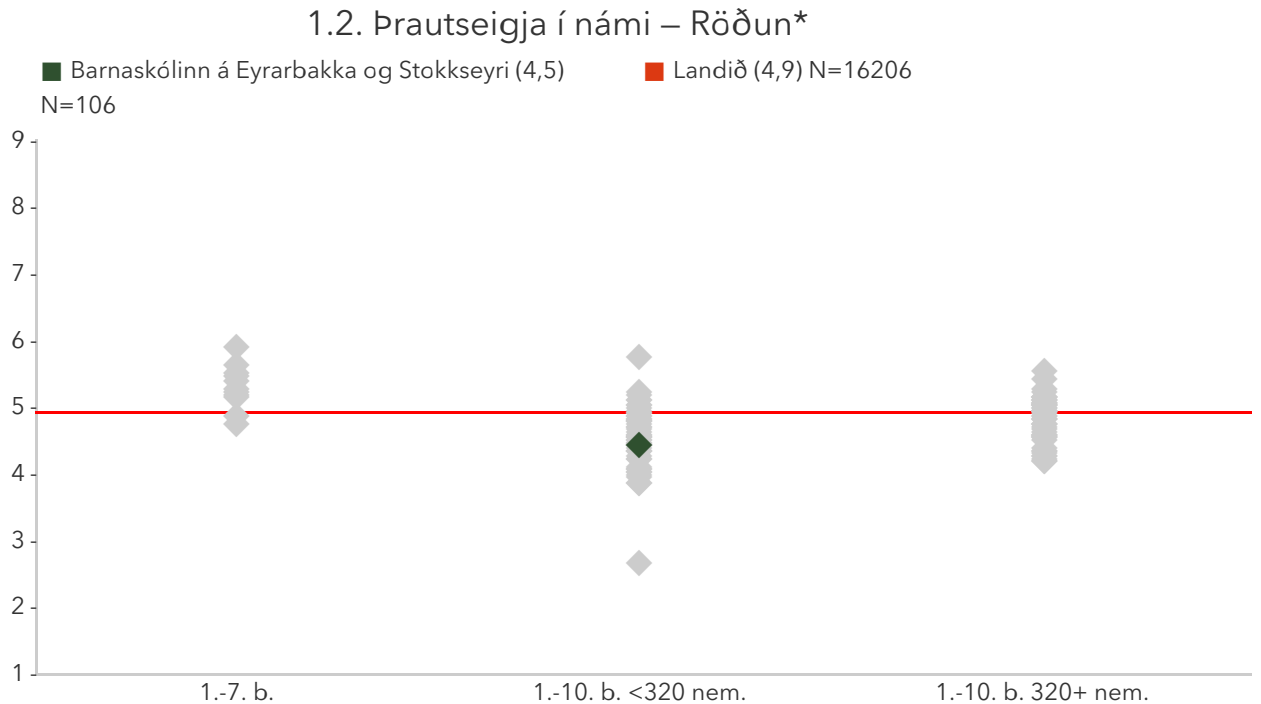 1.2. Þrautseigja í námi – Röðun*
Barnaskólinn á Eyrarbakka og Stokkseyri (4,5)
N=106
Landið (4,9) N=16206
9
8
7
6
5
4
3
2
1
1.-7. b.
1.-10. b. <320 nem.
1.-10. b. 320+ nem.